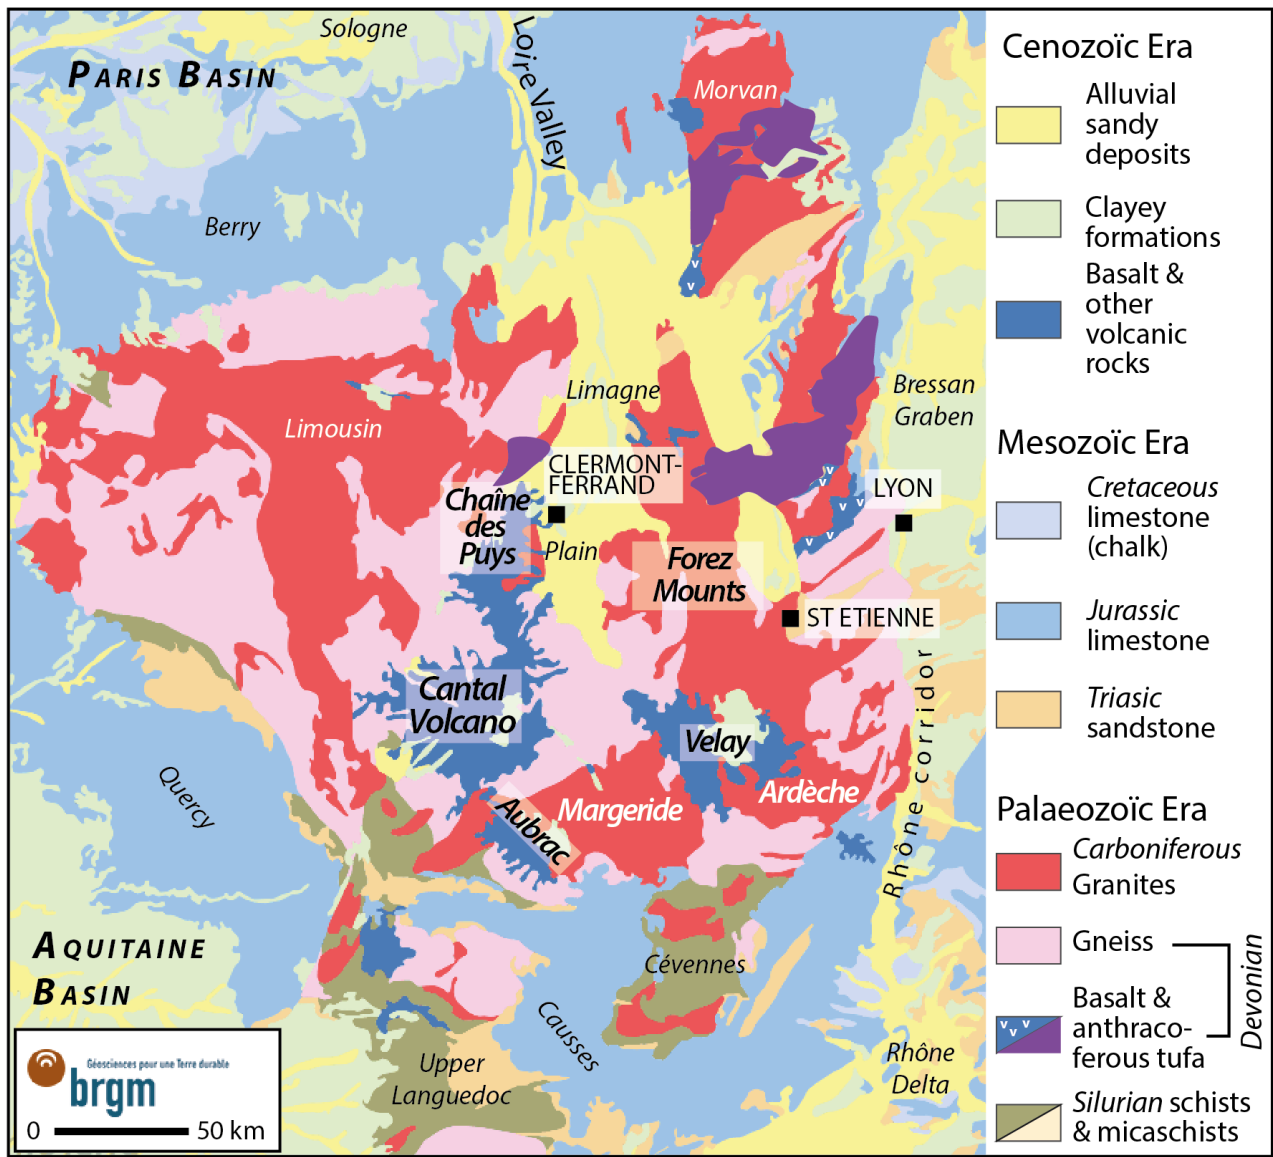 Sologne
PARIS BASIN
Loire Valley
Morvan
Berry
Limousin
Limagne
Bressan
Graben
CLERMONT-
FERRAND
LYON
Chaîne
des
Puys
Plain
Forez
Mounts
ST ETIENNE
Cantal
Volcano
Velay
Rhône corridor
Quercy
Aubrac
Margeride
Ardèche
AQUITAINE
BASIN
Cévennes
Causses
Upper
Languedoc
Rhône
Delta
v
v
v
v
v
v
v
v
Géosciences pour une Terre durable
brgm
0 50 km
Cenozoïc Era
Alluvial
sandy
deposits
Clayey
formations
Basalt &
other
volcanic
rocks
Mesozoïc Era
Cretaceous
limestone
(chalk)
Jurassic
limestone
Triasic
sandstone
Palaeozoïc Era
Carboniferous
Granites
Gneiss
Devonian
Basalt &
anthraco-
ferous tufa
v v v
Silurian schists
& micaschists